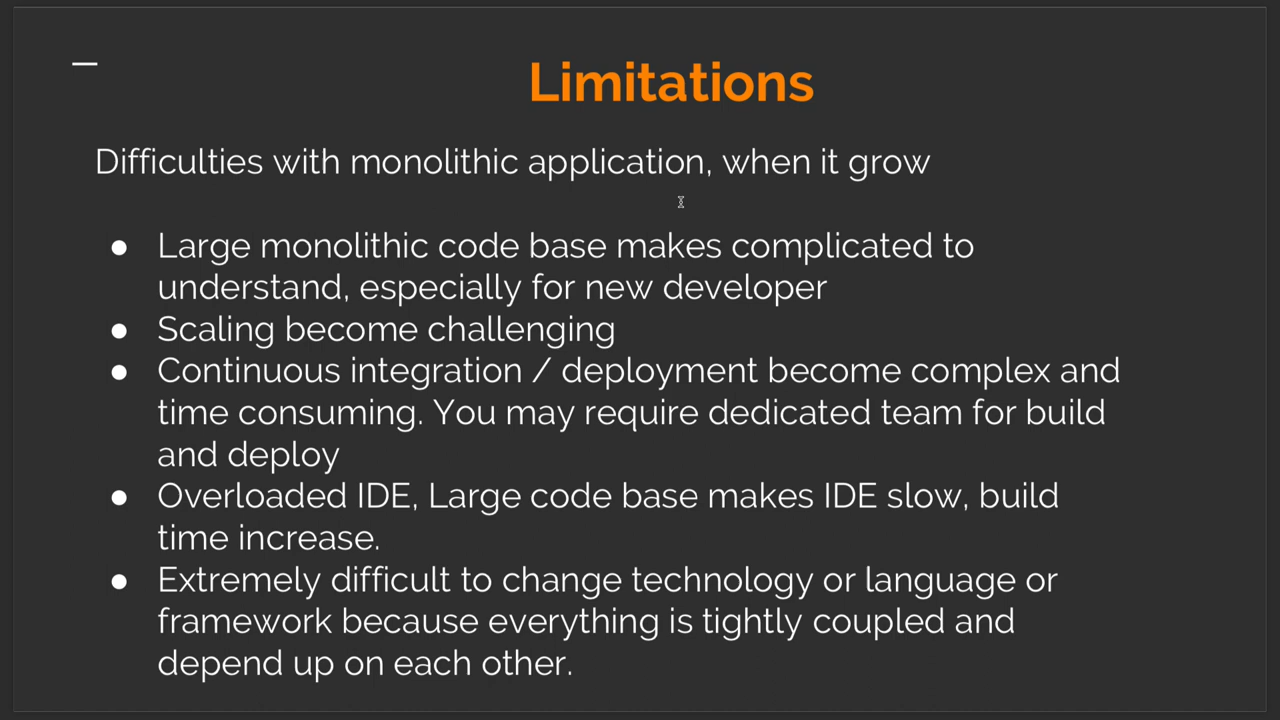 Limitations
Difficulties with monolithic application, when it grow
● Large monolithic code base makes complicated to
understand, especially for new developer
● Scaling become challenging
● Continuous integration / deployment become complex and
time consuming. You may require dedicated team for build
and deploy
● Overloaded IDE, Large code base makes IDE slow, build
time increase.
● Extremely difficult to change technology or language or
framework because everything is tightly coupled and
depend up on each other.